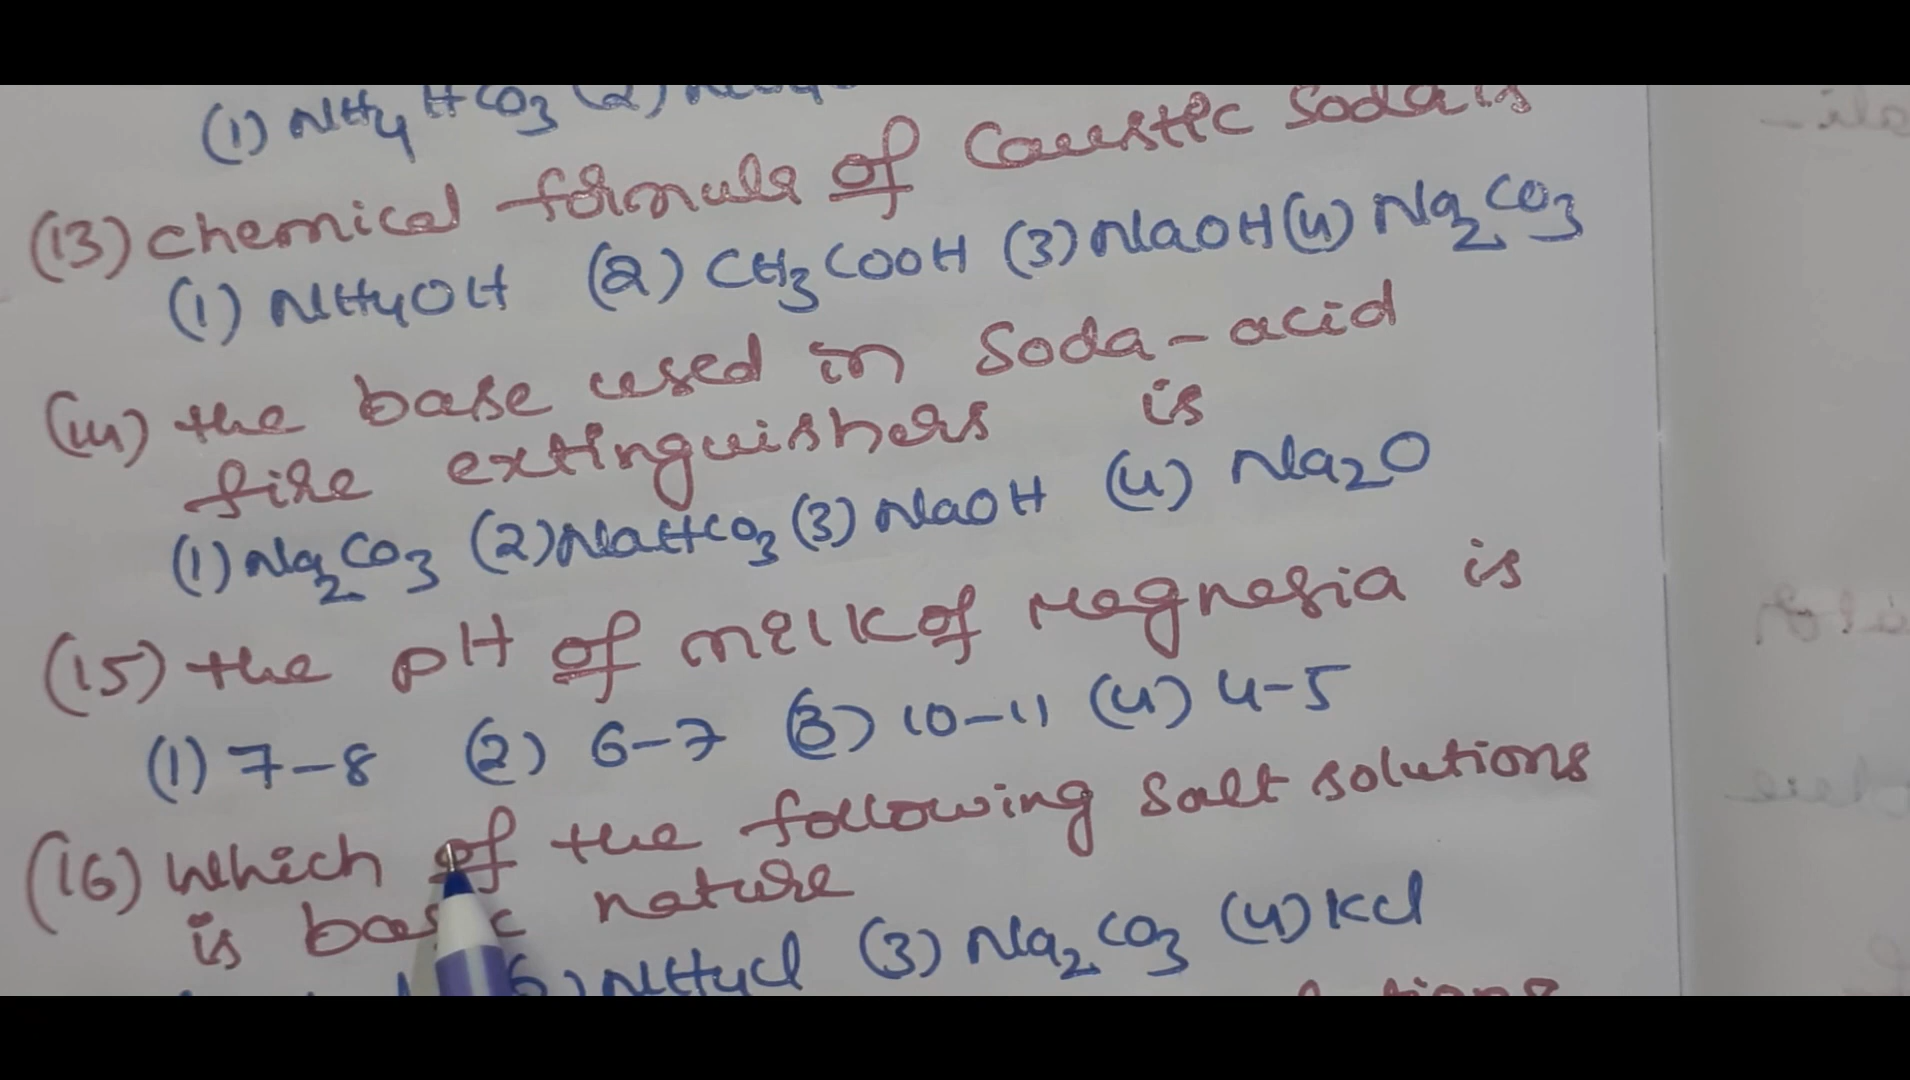 (1) NH4HCO3 (2)
(13) chemical formula of Caustic Soda is
(1) NH4OH (2) CH3COOH (3) NaOH (4) Na2CO3
(14) the base used in Soda-acid
fire extinguishers is
(1) Na2CO3 (2) NaHCO3 (3) NaOH (4) Na2O
(15) the pH of milk of Magnesia is
(1) 7-8 (2) 6-7 (3) 10-11 (4) 4-5
(16) Which of the following Salt solutions
is basic nature
NH4Cl (3) Na2CO3 (4) KCl